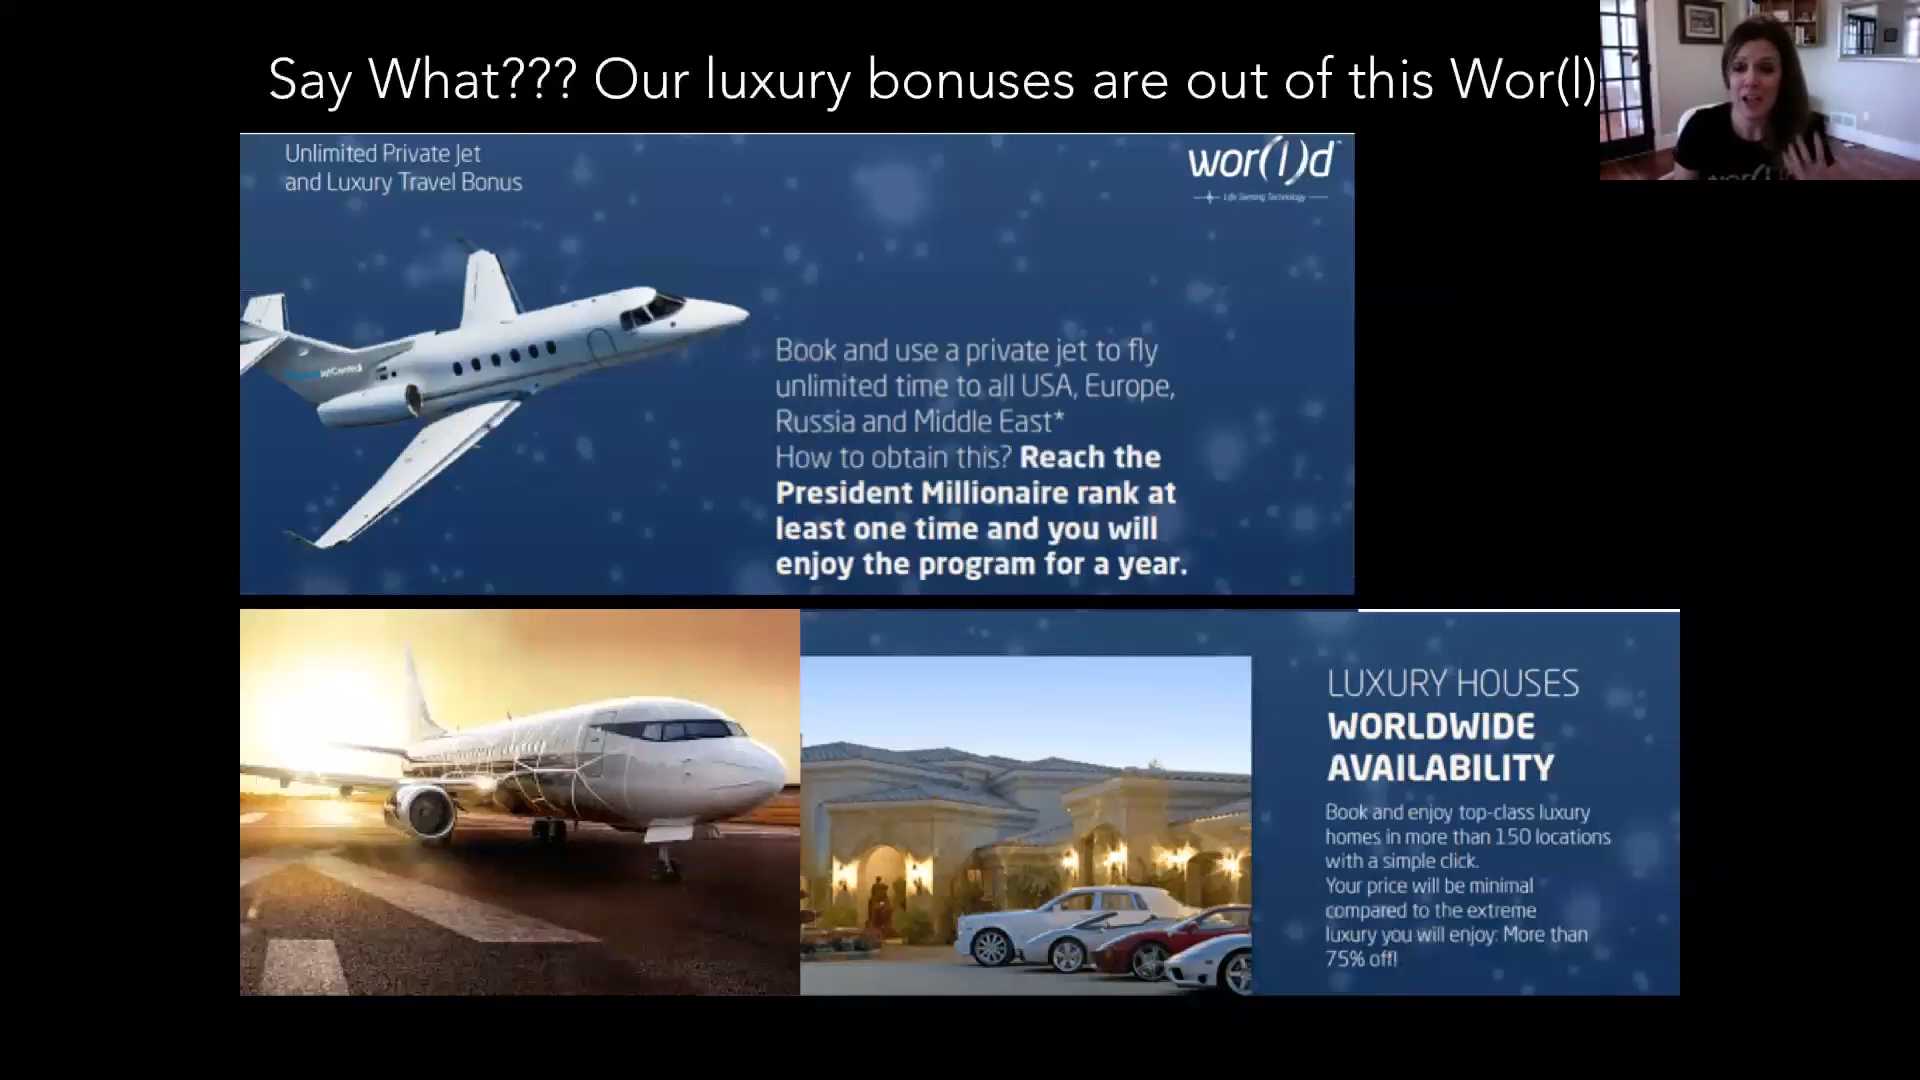 Say What??? Our luxury bonuses are out of this Wor(l)
Unlimited Private Jet
and Luxury Travel Bonus
wor(l)d
Life Sensing Technology
Book and use a private jet to fly
unlimited time to all USA, Europe,
Russia and Middle East*
How to obtain this? Reach the
President Millionaire rank at
least one time and you will
enjoy the program for a year.
LUXURY HOUSES
WORLDWIDE
AVAILABILITY
Book and enjoy top-class luxury
homes in more than 150 locations
with a simple click.
Your price will be minimal
compared to the extreme
luxury you will enjoy: More than
75% off!